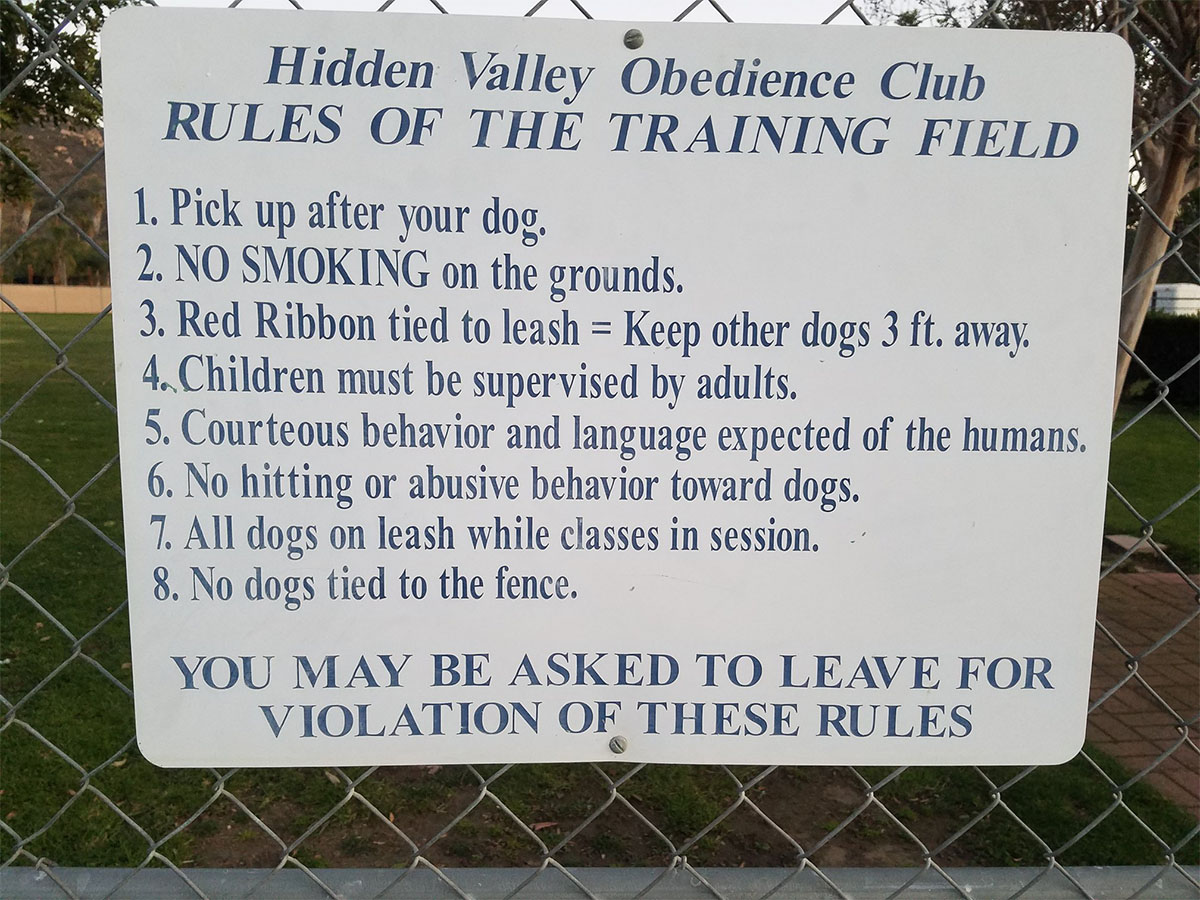 Hidden Valley Obedience Club
RULES OF THE TRAINING FIELD
1. Pick up after your dog.
2. NO SMOKING on the grounds.
3. Red Ribbon tied to leash = Keep other dogs 3 ft. away.
4. Children must be supervised by adults.
5. Courteous behavior and language expected of the humans.
6. No hitting or abusive behavior toward dogs.
7. All dogs on leash while classes in session.
8. No dogs tied to the fence.
YOU MAY BE ASKED TO LEAVE FOR
VIOLATION OF THESE RULES